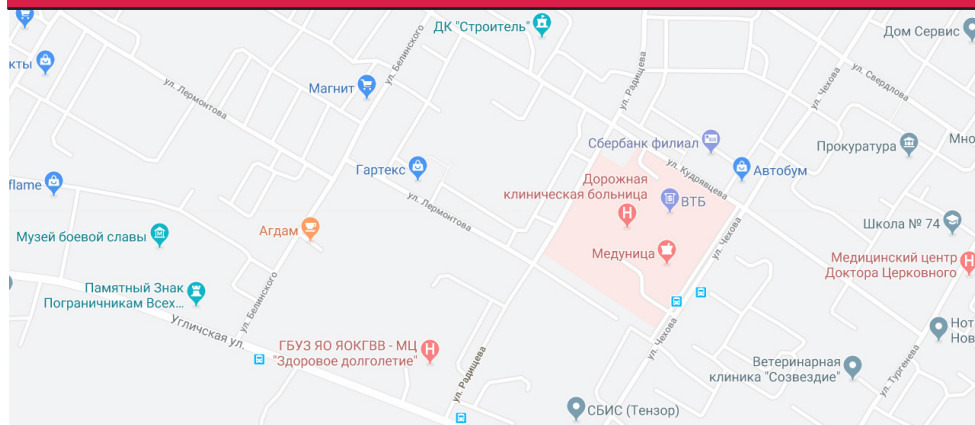 ДК "Строитель"
Дом Сервис
кты
ул. Белинского
ул. Радищева
ул. Чехова
ул. Свердлова
ул. Лермонтова
Магнит
Сбербанк филиал
Прокуратура
Мно
flame
Гартекс
ул. Кудрявцева
Автобум
Дорожная
клиническая больница
ВТБ
ул. Лермонтова
Музей боевой славы
Агдам
Школа № 74
ул. Чехова
Медуница
Медицинский центр
Доктора Церковного
Памятный Знак
Пограничникам Всех...
ул. Белинского
Угличская ул.
ул. Чехова
Нот
Нов
ГБУЗ ЯО ЯОКГВВ - МЦ
"Здоровое долголетие"
ул. Радищева
Ветеринарная
клиника "Созвездие"
ул. Тургенева
СБИС (Тензор)